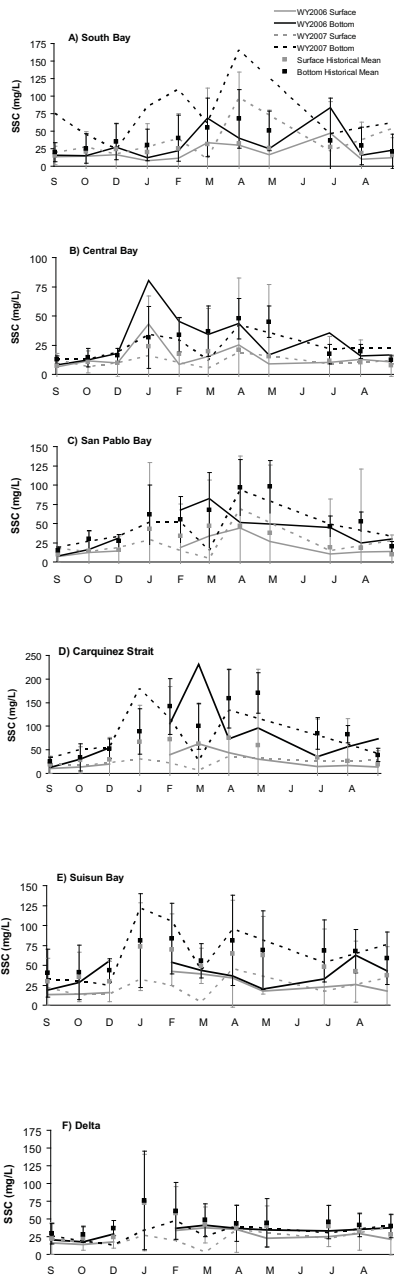 WY2006 Surface
WY2006 Bottom
WY2007 Surface
WY2007 Bottom
Surface Historical Mean
Bottom Historical Mean
A) South Bay
SSC (mg/L)
175
150
125
100
75
50
25
0
S O D J F M A M J J A
B) Central Bay
SSC (mg/L)
100
75
50
25
0
S O D J F M A M J J A
C) San Pablo Bay
SSC (mg/L)
150
125
100
75
50
25
0
S O D J F M A M J J A
D) Carquinez Strait
SSC (mg/L)
250
200
150
100
50
0
S O D J F M A M J J A
E) Suisun Bay
SSC (mg/L)
150
125
100
75
50
25
0
S O D J F M A M J J A
F) Delta
SSC (mg/L)
175
150
125
100
75
50
25
0
S O D J F M A M J J A